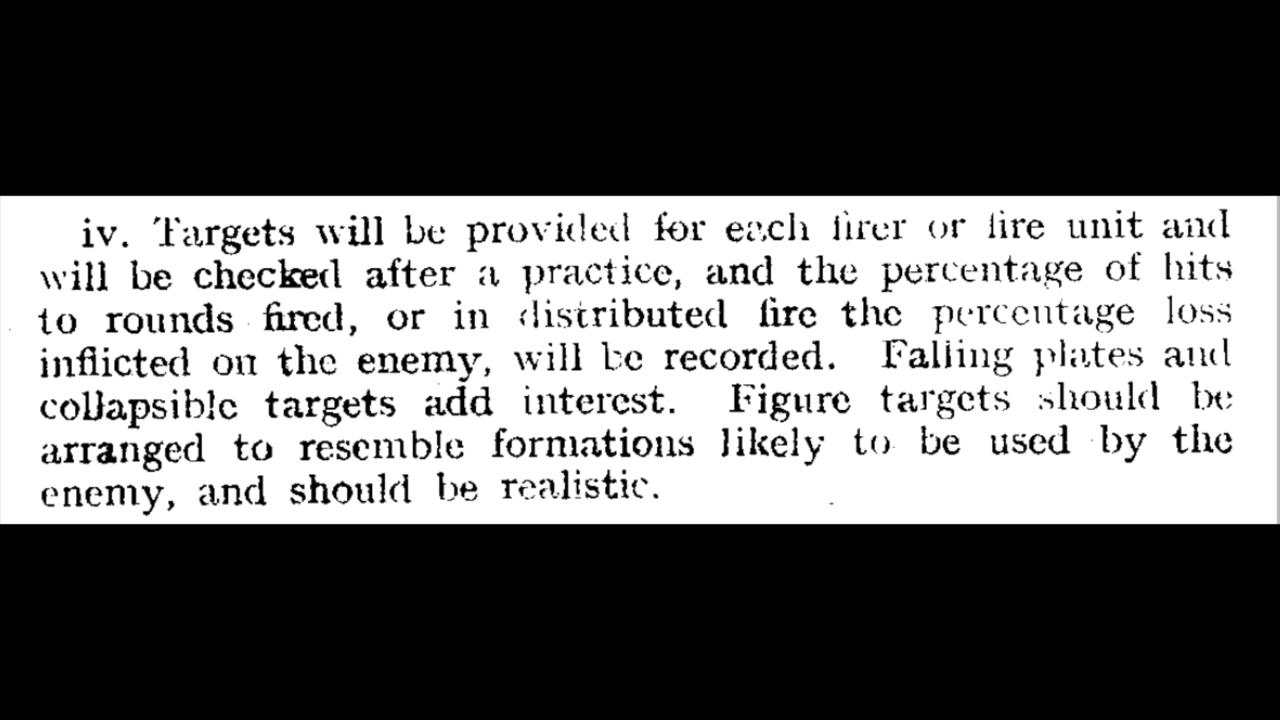 iv. Targets will be provided for each firer or fire unit and
will be checked after a practice, and the percentage of hits
to rounds fired, or in distributed fire the percentage loss
inflicted on the enemy, will be recorded. Falling plates and
collapsible targets add interest. Figure targets should be
arranged to resemble formations likely to be used by the
enemy, and should be realistic.